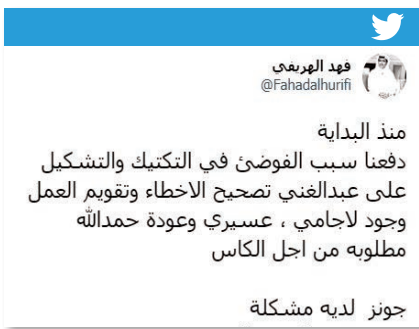 فهد الهريفي
@Fahadalhurifi
منذ البداية
دفعنا سبب الفوضئ في التكتيك والتشكيل
على عبدالغني تصحيح الاخطاء وتقويم العمل
وجود لاجامي ، عسيري وعودة حمدالله
مطلوبه من اجل الكاس
جونز لديه مشكلة